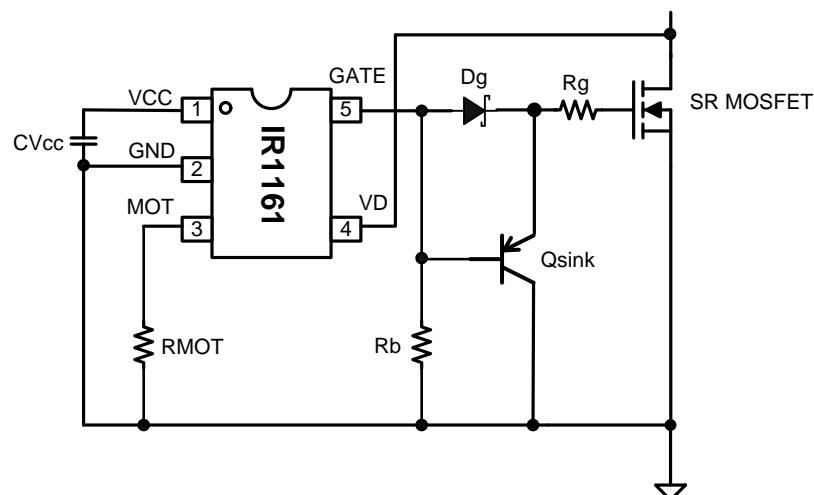 GATE
Dg
Rg
SR MOSFET
VCC
1
5
CVcc
GND
2
IR1161
MOT
VD
3
4
Qsink
RMOT
Rb